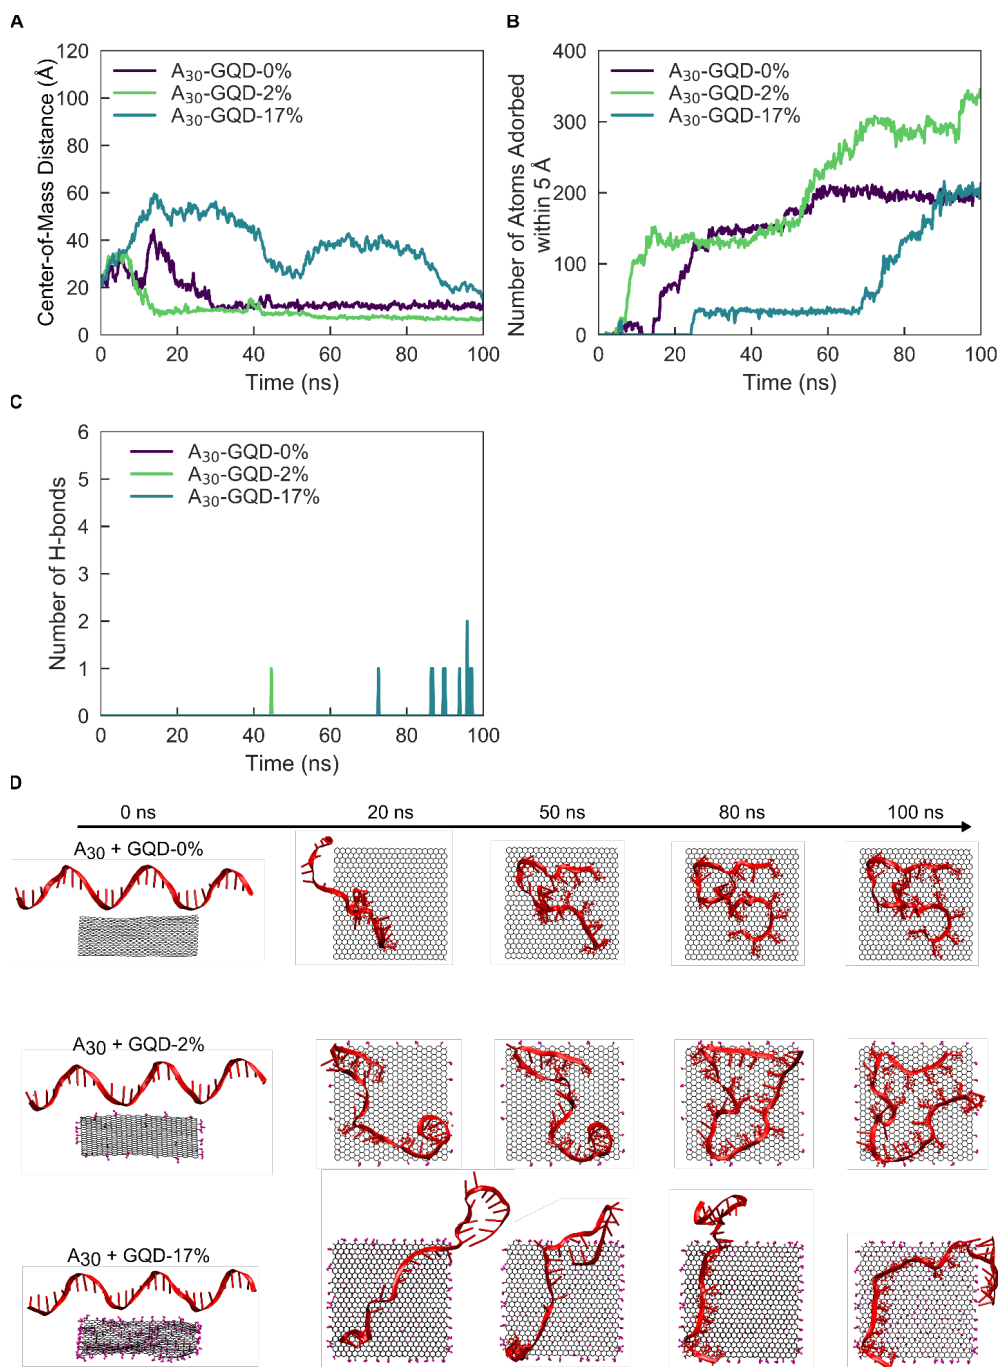 A
Center-of-Mass Distance (Å)
120
100
80
60
40
20
0
A30-GQD-0%
A30-GQD-2%
A30-GQD-17%
0 20 40 60 80 100
Time (ns)
B
Number of Atoms Adorbed
within 5 Å
400
300
200
100
0
A30-GQD-0%
A30-GQD-2%
A30-GQD-17%
0 20 40 60 80 100
Time (ns)
C
Number of H-bonds
6
5
4
3
2
1
0
A30-GQD-0%
A30-GQD-2%
A30-GQD-17%
0 20 40 60 80 100
Time (ns)
D
0 ns 20 ns 50 ns 80 ns 100 ns
A30 + GQD-0%
A30 + GQD-2%
A30 + GQD-17%